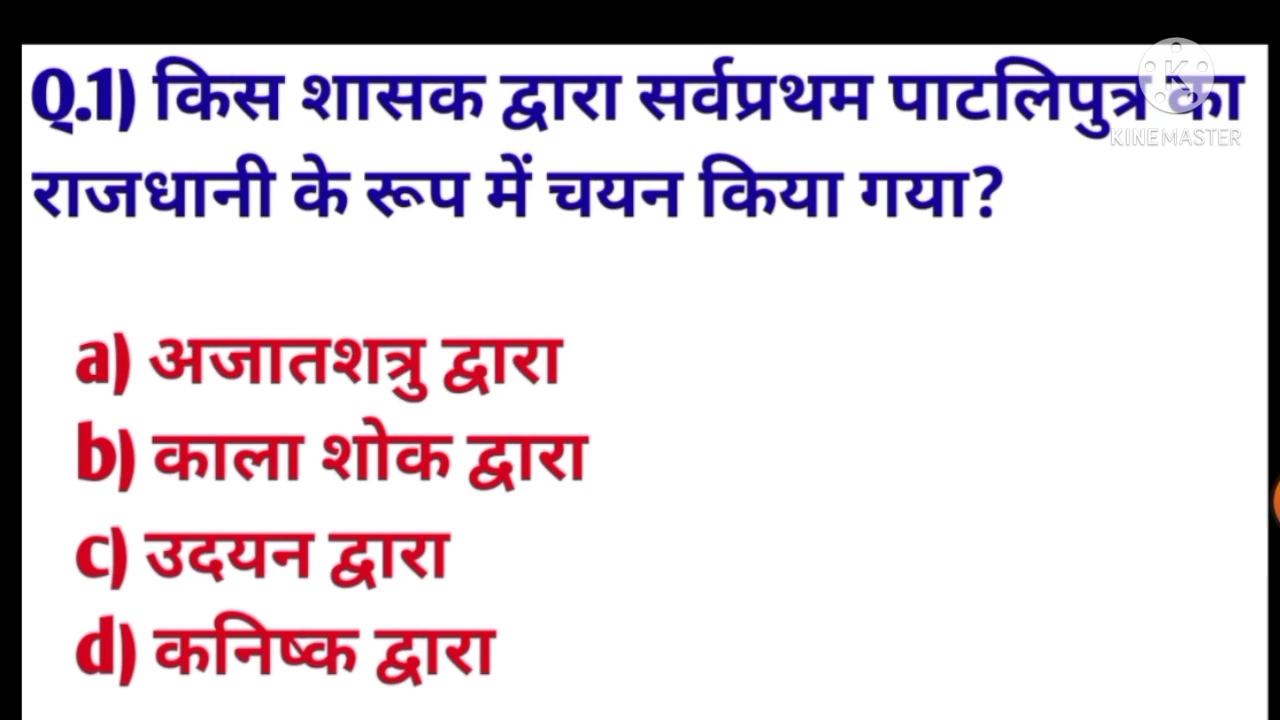 Q.1) किस शासक द्वारा सर्वप्रथम पाटलिपुत्र का
KINEMASTER
राजधानी के रूप में चयन किया गया?
a) अजातशत्रु द्वारा
b) काला शोक द्वारा
c) उदयन द्वारा
d) कनिष्क द्वारा